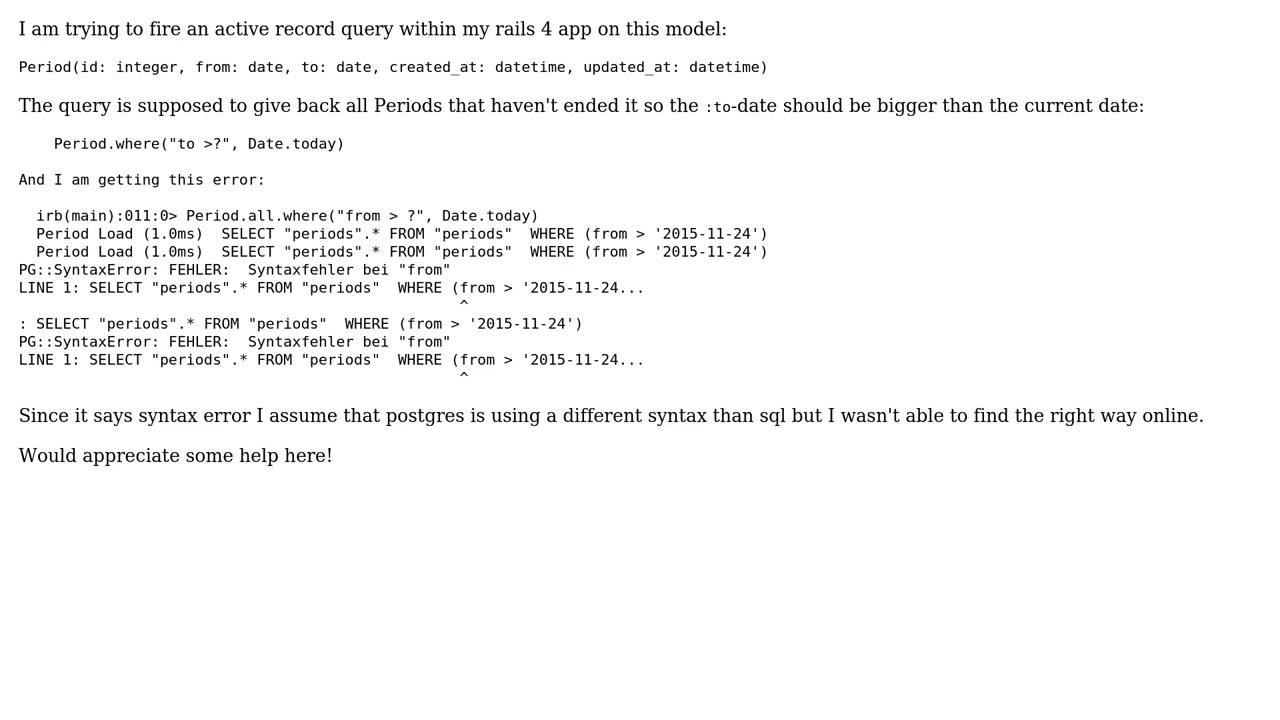 I am trying to fire an active record query within my rails 4 app on this model:
Period(id: integer, from: date, to: date, created_at: datetime, updated_at: datetime)
The query is supposed to give back all Periods that haven't ended it so the :to-date should be bigger than the current date:
    Period.where("to >?", Date.today)
And I am getting this error:
  irb(main):011:0> Period.all.where("from > ?", Date.today)
  Period Load (1.0ms)  SELECT "periods".* FROM "periods"  WHERE (from > '2015-11-24')
  Period Load (1.0ms)  SELECT "periods".* FROM "periods"  WHERE (from > '2015-11-24')
PG::SyntaxError: FEHLER:  Syntaxfehler bei "from"
LINE 1: SELECT "periods".* FROM "periods"  WHERE (from > '2015-11-24...
                                                  ^
: SELECT "periods".* FROM "periods"  WHERE (from > '2015-11-24')
PG::SyntaxError: FEHLER:  Syntaxfehler bei "from"
LINE 1: SELECT "periods".* FROM "periods"  WHERE (from > '2015-11-24...
                                                  ^
Since it says syntax error I assume that postgres is using a different syntax than sql but I wasn't able to find the right way online.
Would appreciate some help here!